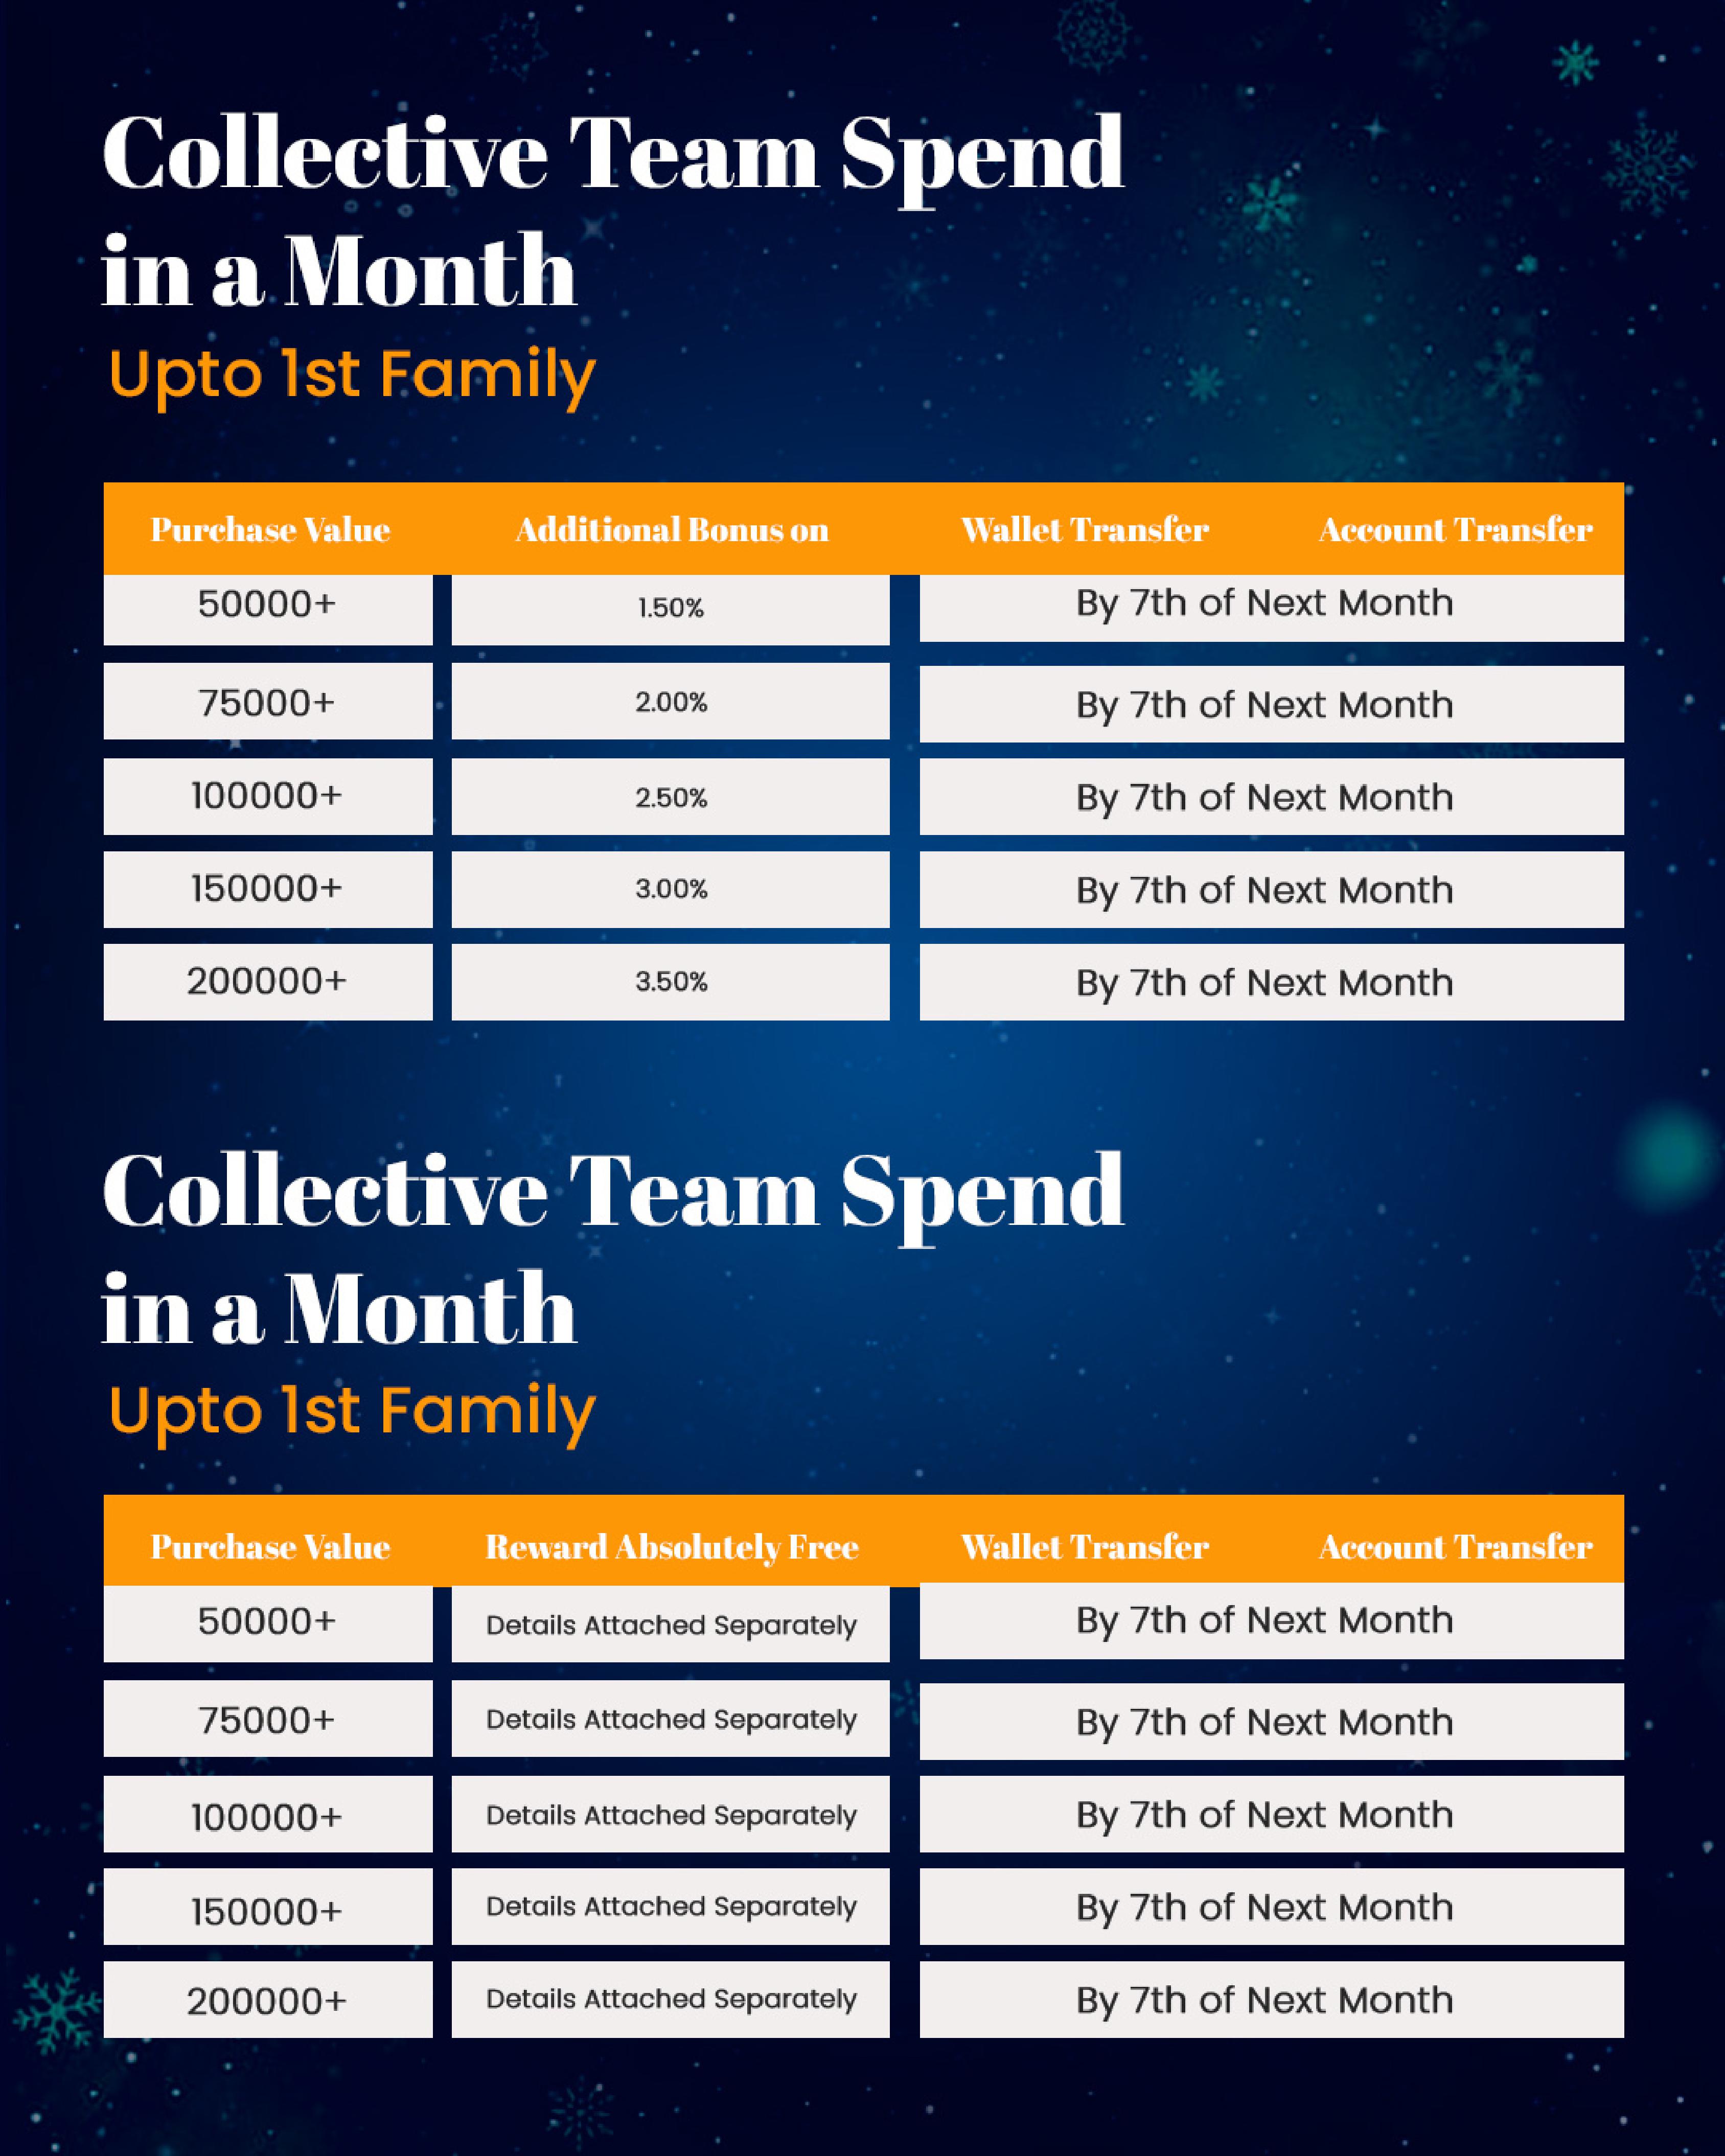 Collective Team Spend
in a Month
Upto 1st Family
Purchase Value Additional Bonus on Wallet Transfer Account Transfer
50000+ 1.50% By 7th of Next Month
75000+ 2.00% By 7th of Next Month
100000+ 2.50% By 7th of Next Month
150000+ 3.00% By 7th of Next Month
200000+ 3.50% By 7th of Next Month
Collective Team Spend
in a Month
Upto 1st Family
Purchase Value Reward Absolutely Free Wallet Transfer Account Transfer
50000+ Details Attached Separately By 7th of Next Month
75000+ Details Attached Separately By 7th of Next Month
100000+ Details Attached Separately By 7th of Next Month
150000+ Details Attached Separately By 7th of Next Month
200000+ Details Attached Separately By 7th of Next Month